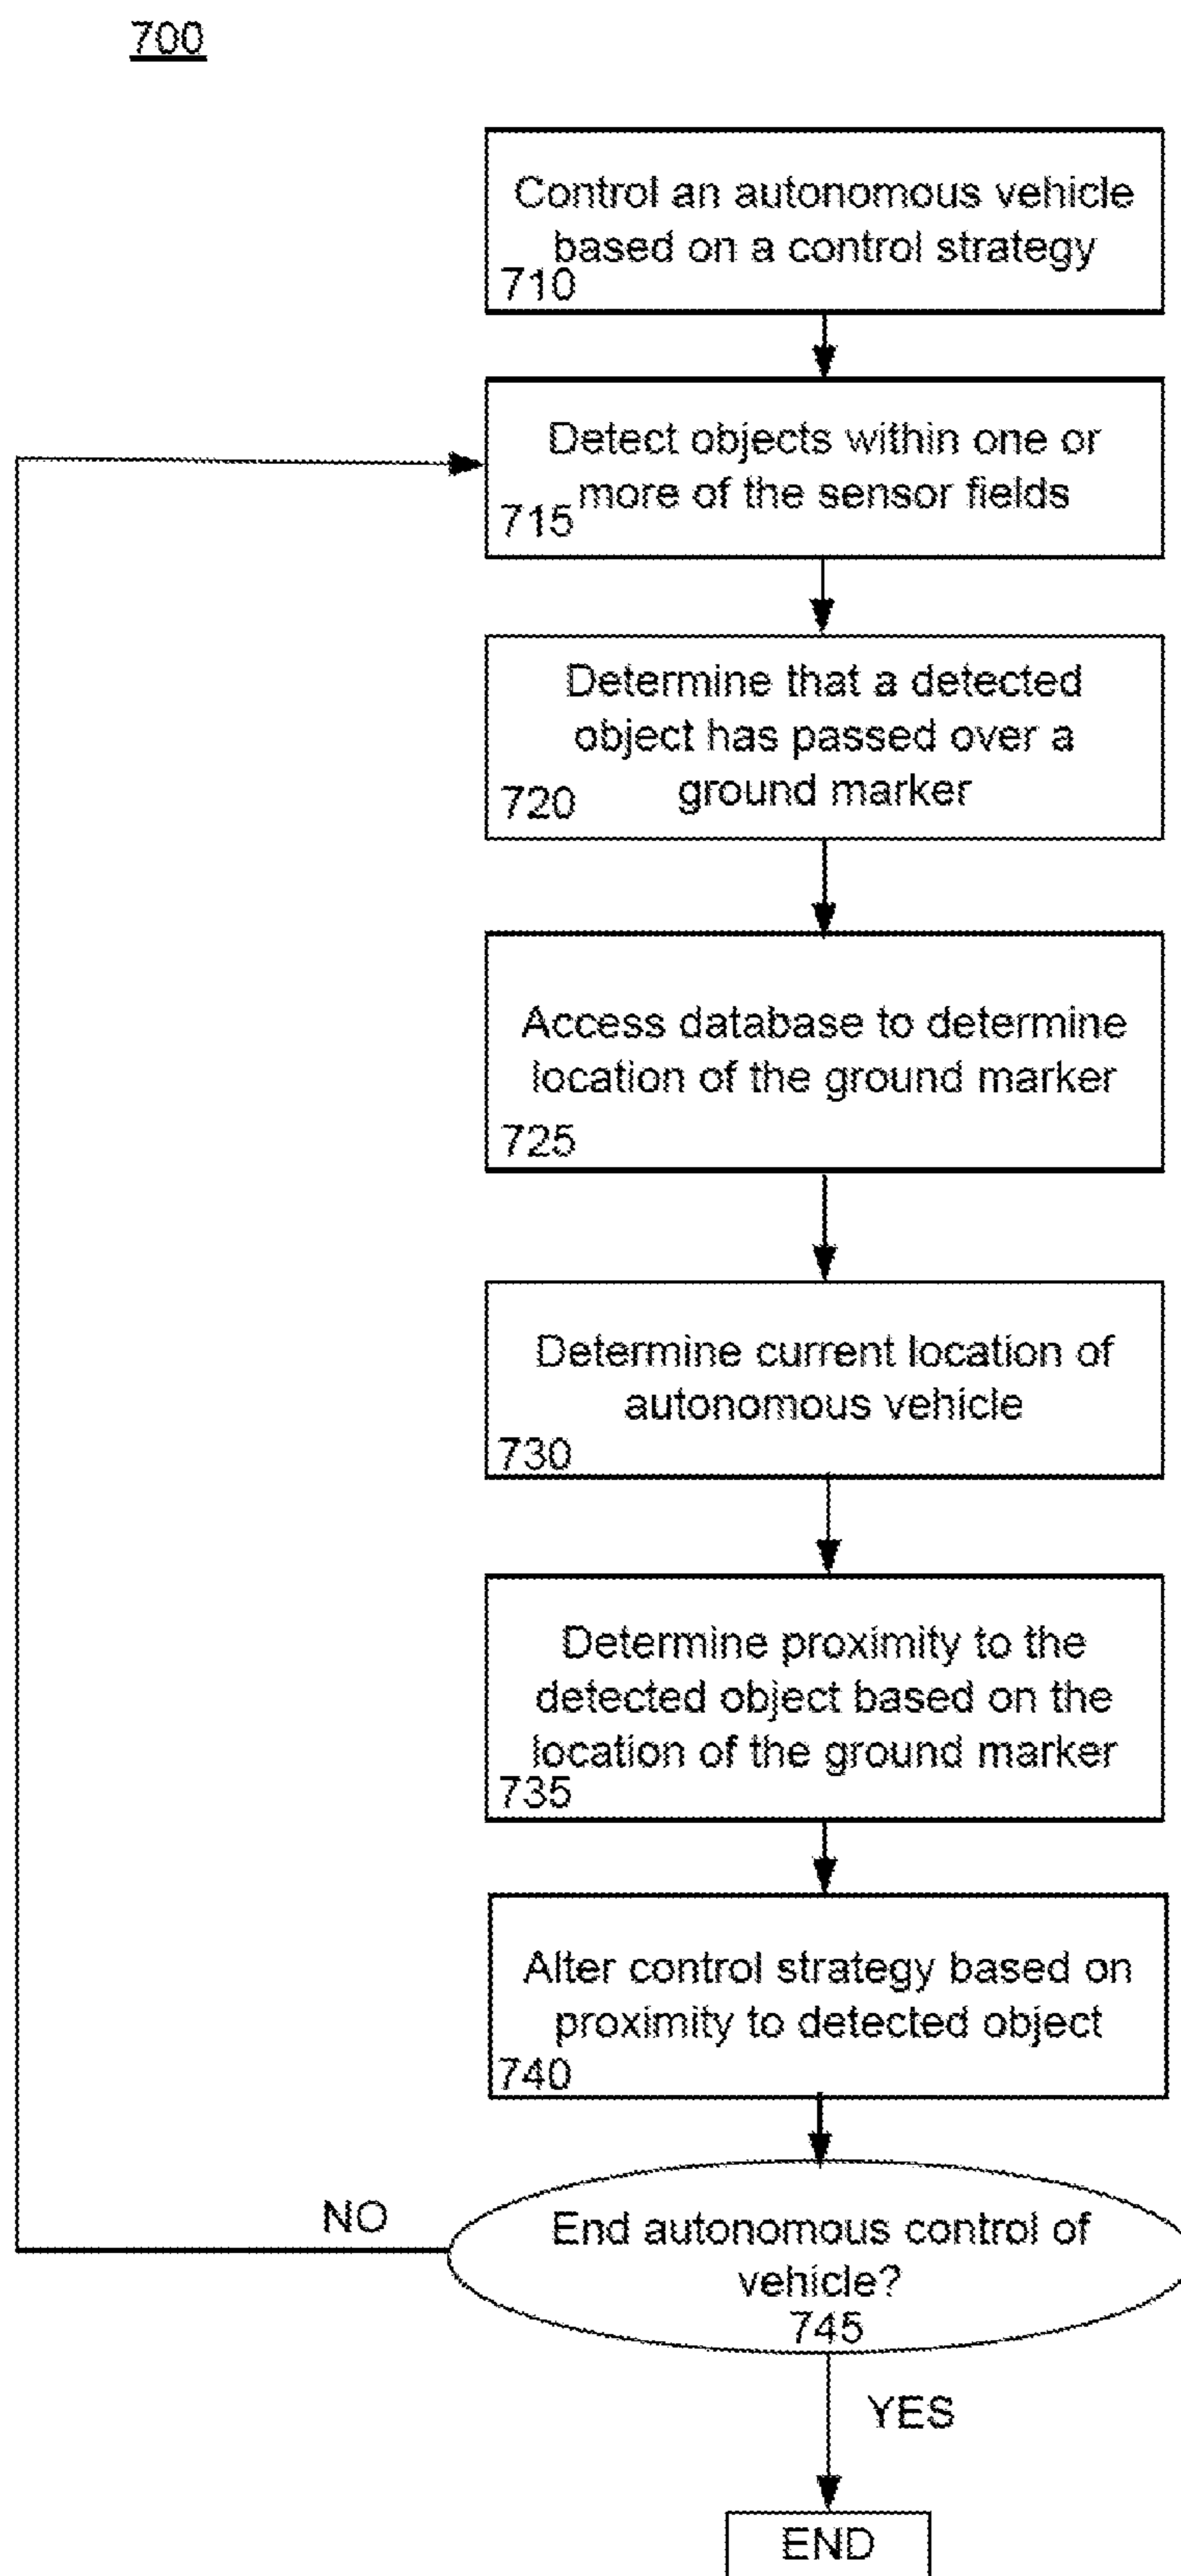 700
Control an autonomous vehicle
based on a control strategy
710
Detect objects within one or
more of the sensor fields
715
Determine that a detected
object has passed over a
ground marker
720
Access database to determine
location of the ground marker
725
Determine current location of
autonomous vehicle
730
Determine proximity to the
detected object based on the
location of the ground marker
735
Alter control strategy based on
proximity to detected object
740
NO
End autonomous control of
vehicle?
745
YES
END